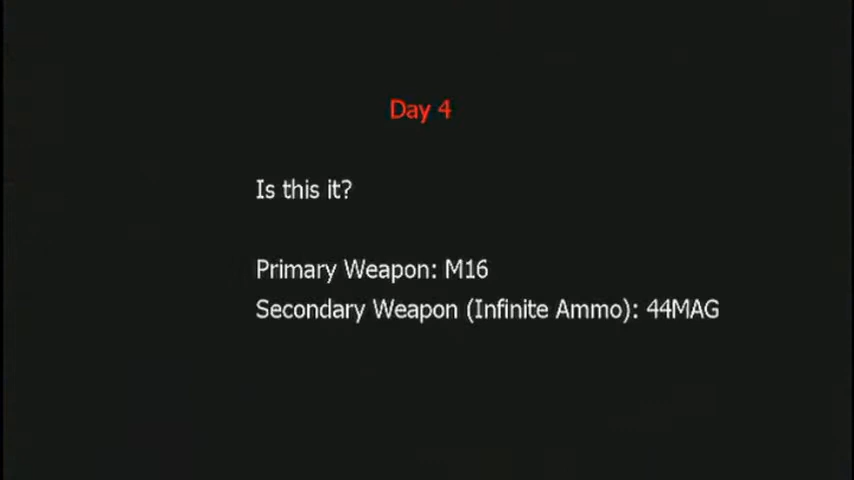 Day 4
Is this it?
Primary Weapon: M16
Secondary Weapon (Infinite Ammo): 44MAG